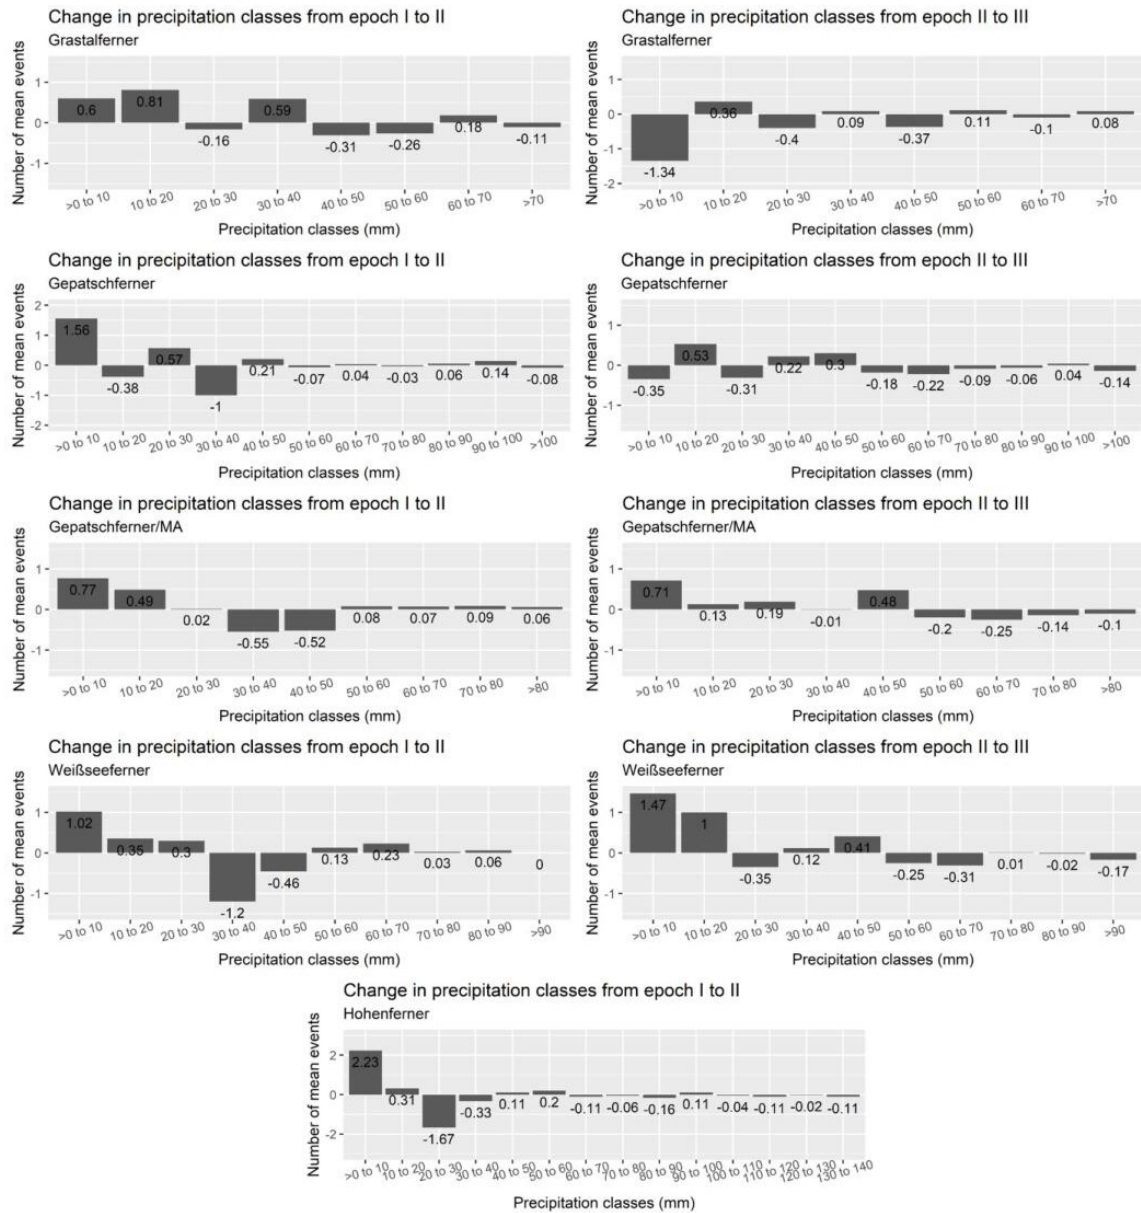 Change in precipitation classes from epoch I to II
Grastalferner
Number of mean events
1
0
-1
0.6
0.81
-0.16
0.59
-0.31
-0.26
0.18
-0.11
>0 to 10
10 to 20
20 to 30
30 to 40
40 to 50
50 to 60
60 to 70
>70
Precipitation classes (mm)
Change in precipitation classes from epoch II to III
Grastalferner
Number of mean events
1
0
-1
-2
-1.34
0.36
-0.4
0.09
-0.37
0.11
-0.1
0.08
>0 to 10
10 to 20
20 to 30
30 to 40
40 to 50
50 to 60
60 to 70
>70
Precipitation classes (mm)
Change in precipitation classes from epoch I to II
Gepatschferner
Number of mean events
2
1
0
-1
-2
1.56
-0.38
0.57
-1
0.21
-0.07
0.04
-0.03
0.06
0.14
-0.08
>0 to 10
10 to 20
20 to 30
30 to 40
40 to 50
50 to 60
60 to 70
70 to 80
80 to 90
90 to 100
>100
Precipitation classes (mm)
Change in precipitation classes from epoch II to III
Gepatschferner
Number of mean events
1
0
-1
-0.35
0.53
-0.31
0.22
0.3
-0.18
-0.22
-0.09
-0.06
0.04
-0.14
>0 to 10
10 to 20
20 to 30
30 to 40
40 to 50
50 to 60
60 to 70
70 to 80
80 to 90
90 to 100
>100
Precipitation classes (mm)
Change in precipitation classes from epoch I to II
Gepatschferner/MA
Number of mean events
1
0
-1
0.77
0.49
0.02
-0.55
-0.52
0.08
0.07
0.09
0.06
>0 to 10
10 to 20
20 to 30
30 to 40
40 to 50
50 to 60
60 to 70
70 to 80
>80
Precipitation classes (mm)
Change in precipitation classes from epoch II to III
Gepatschferner/MA
Number of mean events
1
0
-1
0.71
0.13
0.19
-0.01
0.48
-0.2
-0.25
-0.14
-0.1
>0 to 10
10 to 20
20 to 30
30 to 40
40 to 50
50 to 60
60 to 70
70 to 80
>80
Precipitation classes (mm)
Change in precipitation classes from epoch I to II
Weißseeferner
Number of mean events
1
0
-1
1.02
0.35
0.3
-1.2
-0.46
0.13
0.23
0.03
0.06
0
>0 to 10
10 to 20
20 to 30
30 to 40
40 to 50
50 to 60
60 to 70
70 to 80
80 to 90
>90
Precipitation classes (mm)
Change in precipitation classes from epoch II to III
Weißseeferner
Number of mean events
1
0
-1
1.47
1
-0.35
0.12
0.41
-0.25
-0.31
0.01
-0.02
-0.17
>0 to 10
10 to 20
20 to 30
30 to 40
40 to 50
50 to 60
60 to 70
70 to 80
80 to 90
>90
Precipitation classes (mm)
Change in precipitation classes from epoch I to II
Hohenferner
Number of mean events
2
0
-2
2.23
0.31
-1.67
-0.33
0.11
0.2
-0.11
-0.06
-0.16
0.11
-0.04
-0.11
-0.02
-0.11
>0 to 10
10 to 20
20 to 30
30 to 40
40 to 50
50 to 60
60 to 70
70 to 80
80 to 90
90 to 100
100 to 110
110 to 120
120 to 130
130 to 140
Precipitation classes (mm)